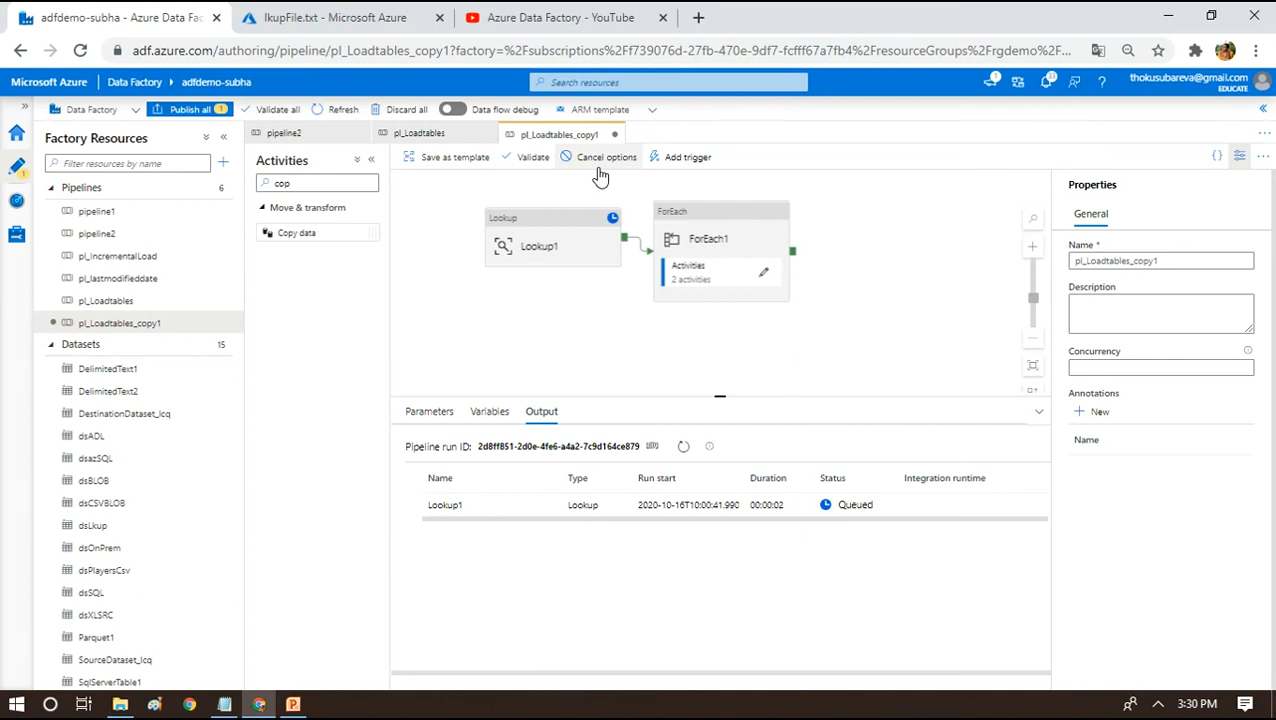 adfdemo-subha - Azure Data Fac
lkupFile.txt - Microsoft Azure
Azure Data Factory - YouTube
adf.azure.com/authoring/pipeline/pl_Loadtables_copy1?factory=%2Fsubscriptions%2Ff739076d-27fb-470e-9df7-fcfff67a7fb4%2FresourceGroups%2Frgdemo%2F...
Microsoft Azure
Data Factory
adfdemo-subha
Search resources
1
13
thokusubareva@gmail.com
EDUCATE
Data Factory
Publish all
1
Validate all
Refresh
Discard all
Data flow debug
ARM template
Factory Resources
Filter resources by name
Pipelines
6
pipeline1
pipeline2
pl_IncrementalLoad
pl_lastmodifieddate
pl_Loadtables
pl_Loadtables_copy1
Datasets
15
DelimitedText1
DelimitedText2
DestinationDataset_lcq
dsADL
dsazSQL
dsBLOB
dsCSVBLOB
dsLkup
dsOnPrem
dsPlayersCsv
dsSQL
dsXLSRC
Parquet1
SourceDataset_lcq
SqlServerTable1
pipeline2
pl_Loadtables
pl_Loadtables_copy1
Activities
cop
Move & transform
Copy data
Save as template
Validate
Cancel options
Add trigger
Lookup
Lookup1
ForEach
ForEach1
Activities
2 activities
Parameters
Variables
Output
Pipeline run ID: 2d8ff851-2d0e-4fe6-a4a2-7c9d164ce879
Name
Type
Run start
Duration
Status
Integration runtime
Lookup1
Lookup
2020-10-16T10:00:41.990
00:00:02
Queued
Properties
General
Name *
pl_Loadtables_copy1
Description
Concurrency
Annotations
New
Name
3:30 PM